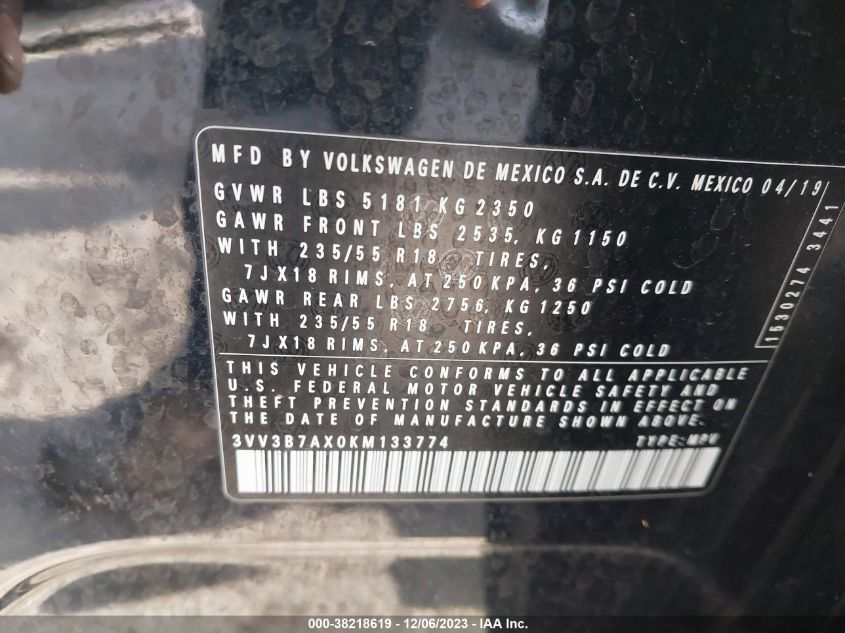 MFD BY VOLKSWAGEN DE MEXICO S.A. DE C.V. MEXICO 04/19
GVWR LBS 5181 KG 2350
GAWR FRONT LBS 2535, KG 1150
WITH 235/55 R18 TIRES,
7JX18 RIMS, AT 250 KPA, 36 PSI COLD
GAWR REAR LBS 2756, KG 1250
WITH 235/55 R18 TIRES,
7JX18 RIMS, AT 250 KPA, 36 PSI COLD
1530274 3441
THIS VEHICLE CONFORMS TO ALL APPLICABLE
U.S. FEDERAL MOTOR VEHICLE SAFETY AND
THEFT PREVENTION STANDARDS IN EFFECT ON
THE DATE OF MANUFACTURE SHOWN ABOVE.
3VV3B7AX0KM133774 TYPE:MPV
000-38218619 - 12/06/2023 - IAA Inc.